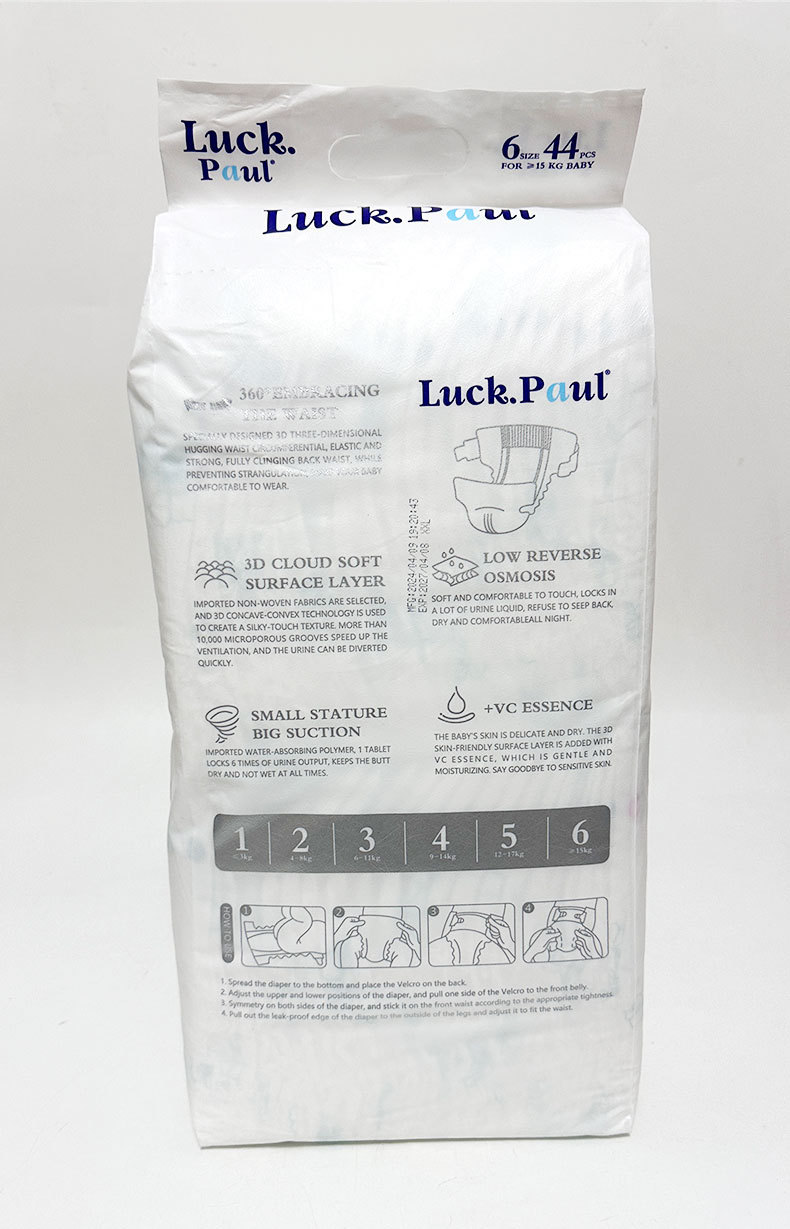 Luck.
Paul®
6 SIZE 44 PCS
FOR ≥15 KG BABY
Luck.Paul
360° EMBRACING
THE WAIST
SPECIALLY DESIGNED 3D THREE-DIMENSIONAL
HUGGING WAIST CIRCUMFERENTIAL, ELASTIC AND
STRONG, FULLY CLINGING BACK WAIST, WHILS
PREVENTING STRANGULATION, YOUR BABY
COMFORTABLE TO WEAR.
Luck.Paul®
MFG:2024/04/09 19:20:43
EXP:2027/04/08 XXL
3D CLOUD SOFT
SURFACE LAYER
IMPORTED NON-WOVEN FABRICS ARE SELECTED,
AND 3D CONCAVE-CONVEX TECHNOLOGY IS USED
TO CREATE A SILKY-TOUCH TEXTURE. MORE THAN
10,000 MICROPOROUS GROOVES SPEED UP THE
VENTILATION, AND THE URINE CAN BE DIVERTED
QUICKLY.
LOW REVERSE
OSMOSIS
SOFT AND COMFORTABLE TO TOUCH, LOCKS IN
A LOT OF URINE LIQUID, REFUSE TO SEEP BACK,
DRY AND COMFORTABLEALL NIGHT.
SMALL STATURE
BIG SUCTION
IMPORTED WATER-ABSORBING POLYMER, 1 TABLET
LOCKS 6 TIMES OF URINE OUTPUT, KEEPS THE BUTT
DRY AND NOT WET AT ALL TIMES.
+VC ESSENCE
THE BABY'S SKIN IS DELICATE AND DRY. THE 3D
SKIN-FRIENDLY SURFACE LAYER IS ADDED WITH
VC ESSENCE, WHICH IS GENTLE AND
MOISTURIZING. SAY GOODBYE TO SENSITIVE SKIN.
1 2 3 4 5 6
≤5kg 4-8kg 6-11kg 9-14kg 12-17kg ≥15kg
HOW TO USE
1 2 3 4
1. Spread the diaper to the bottom and place the Velcro on the back.
2. Adjust the upper and lower positions of the diaper, and pull one side of the Velcro to the front belly.
3. Symmetry on both sides of the diaper, and stick it on the front waist according to the appropriate tightness.
4. Pull out the leak-proof edge of the diaper to the outside of the legs and adjust it to fit the waist.